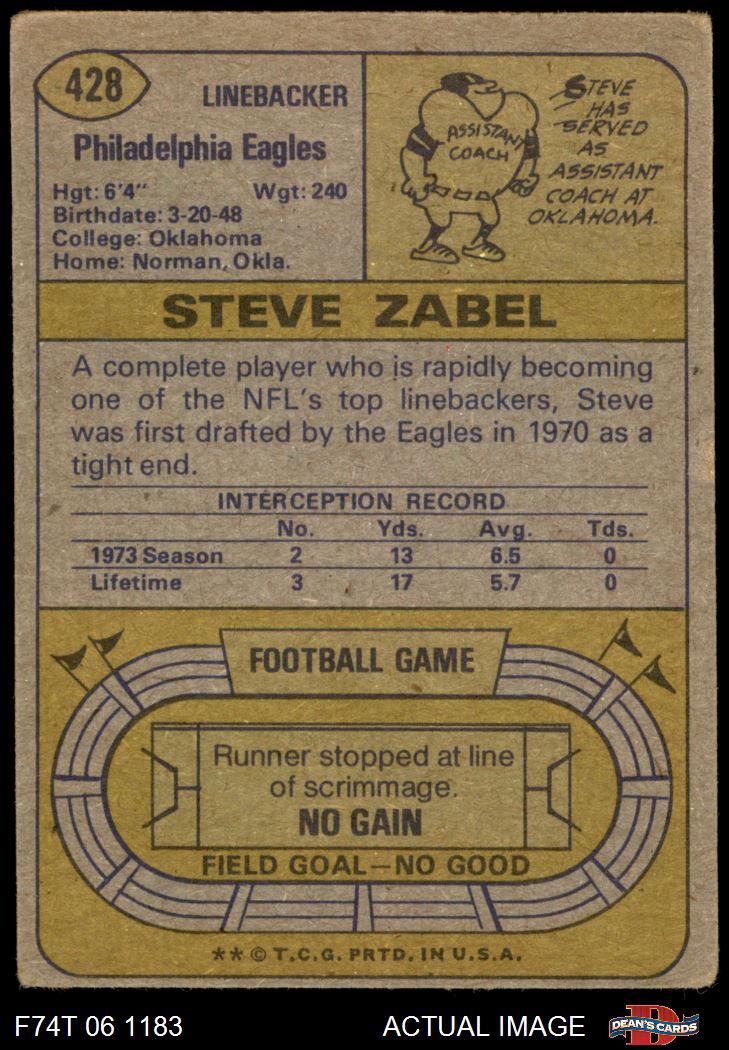 428
LINEBACKER
Philadelphia Eagles
Hgt: 6'4" Wgt: 240
Birthdate: 3-20-48
College: Oklahoma
Home: Norman, Okla.
ASSISTANT
COACH
STEVE
HAS
SERVED
AS
ASSISTANT
COACH AT
OKLAHOMA.
STEVE ZABEL
A complete player who is rapidly becoming
one of the NFL's top linebackers, Steve
was first drafted by the Eagles in 1970 as a
tight end.
INTERCEPTION RECORD
No. Yds. Avg. Tds.
1973 Season 2 13 6.5 0
Lifetime 3 17 5.7 0
FOOTBALL GAME
Runner stopped at line
of scrimmage.
NO GAIN
FIELD GOAL—NO GOOD
** © T.C.G. PRTD. IN U.S.A.
F74T 06 1183 ACTUAL IMAGE
D
DEAN'S CARDS